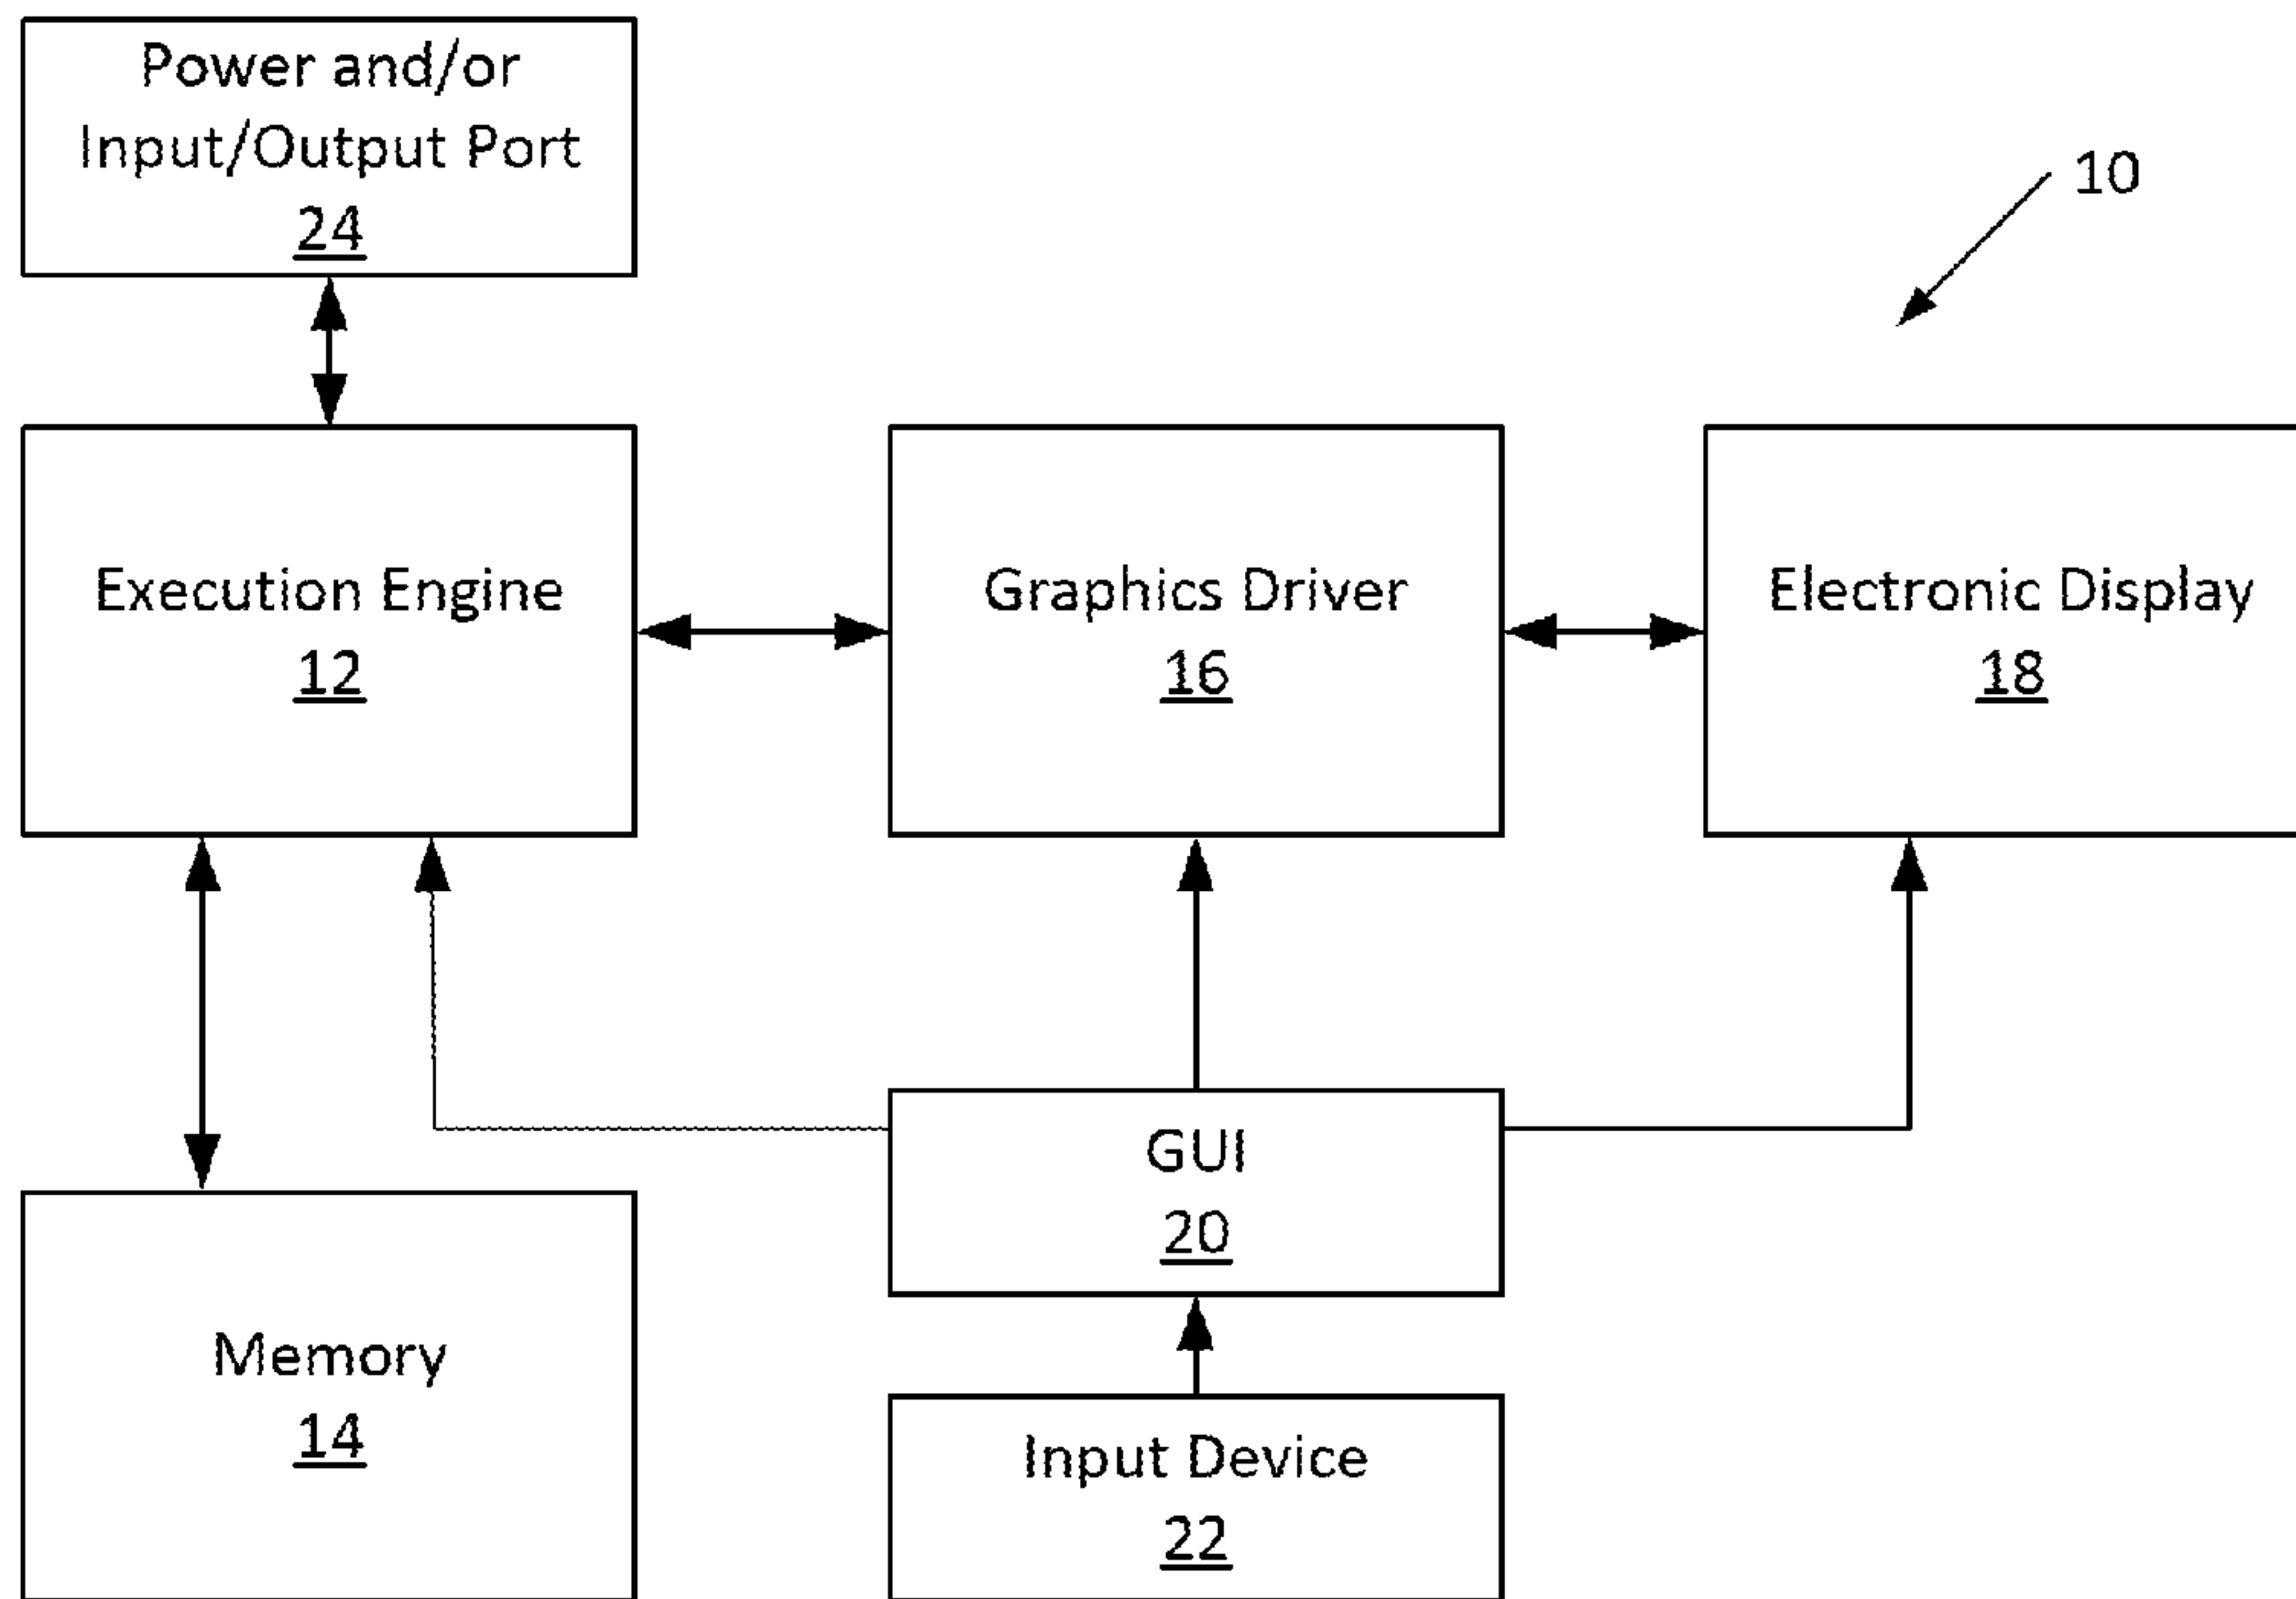 Power and/or
Input/Output Port
24
10
Execution Engine
12
Graphics Driver
16
Electronic Display
18
GUI
20
Memory
14
Input Device
22